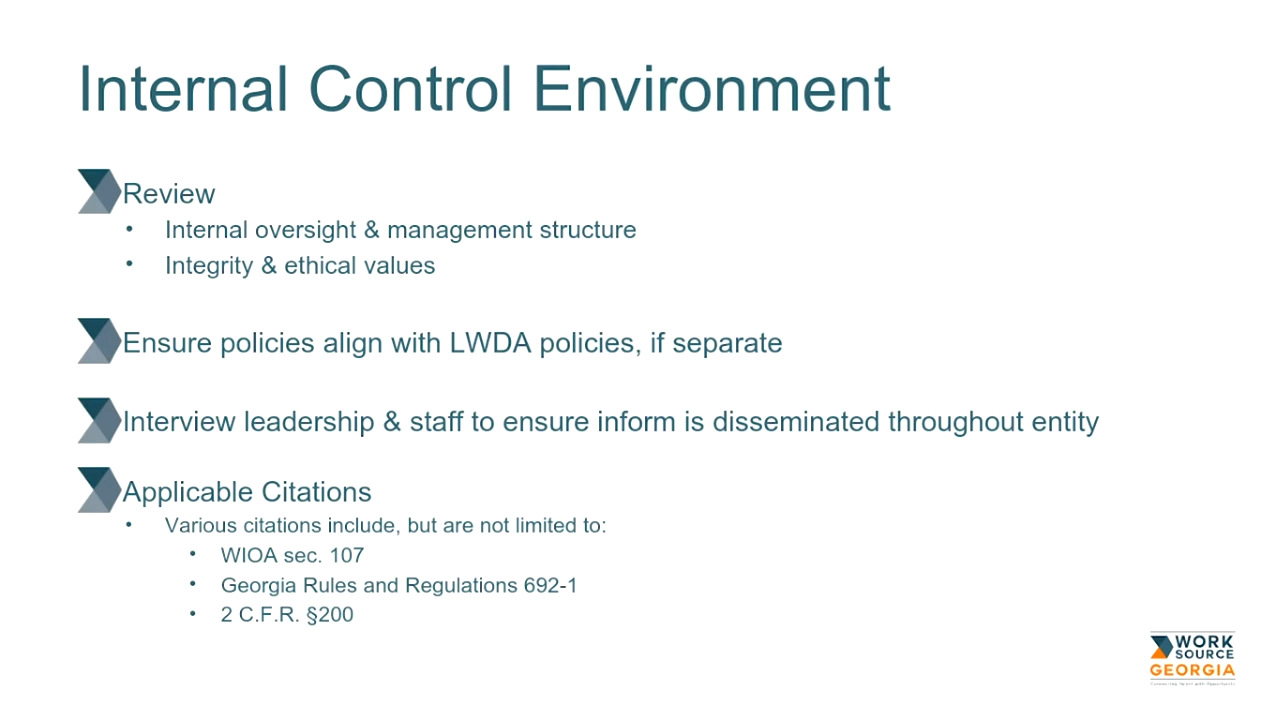 Internal Control Environment
Review
• Internal oversight & management structure
• Integrity & ethical values
Ensure policies align with LWDA policies, if separate
Interview leadership & staff to ensure inform is disseminated throughout entity
Applicable Citations
• Various citations include, but are not limited to:
• WIOA sec. 107
• Georgia Rules and Regulations 692-1
• 2 C.F.R. §200
WORK
SOURCE
GEORGIA